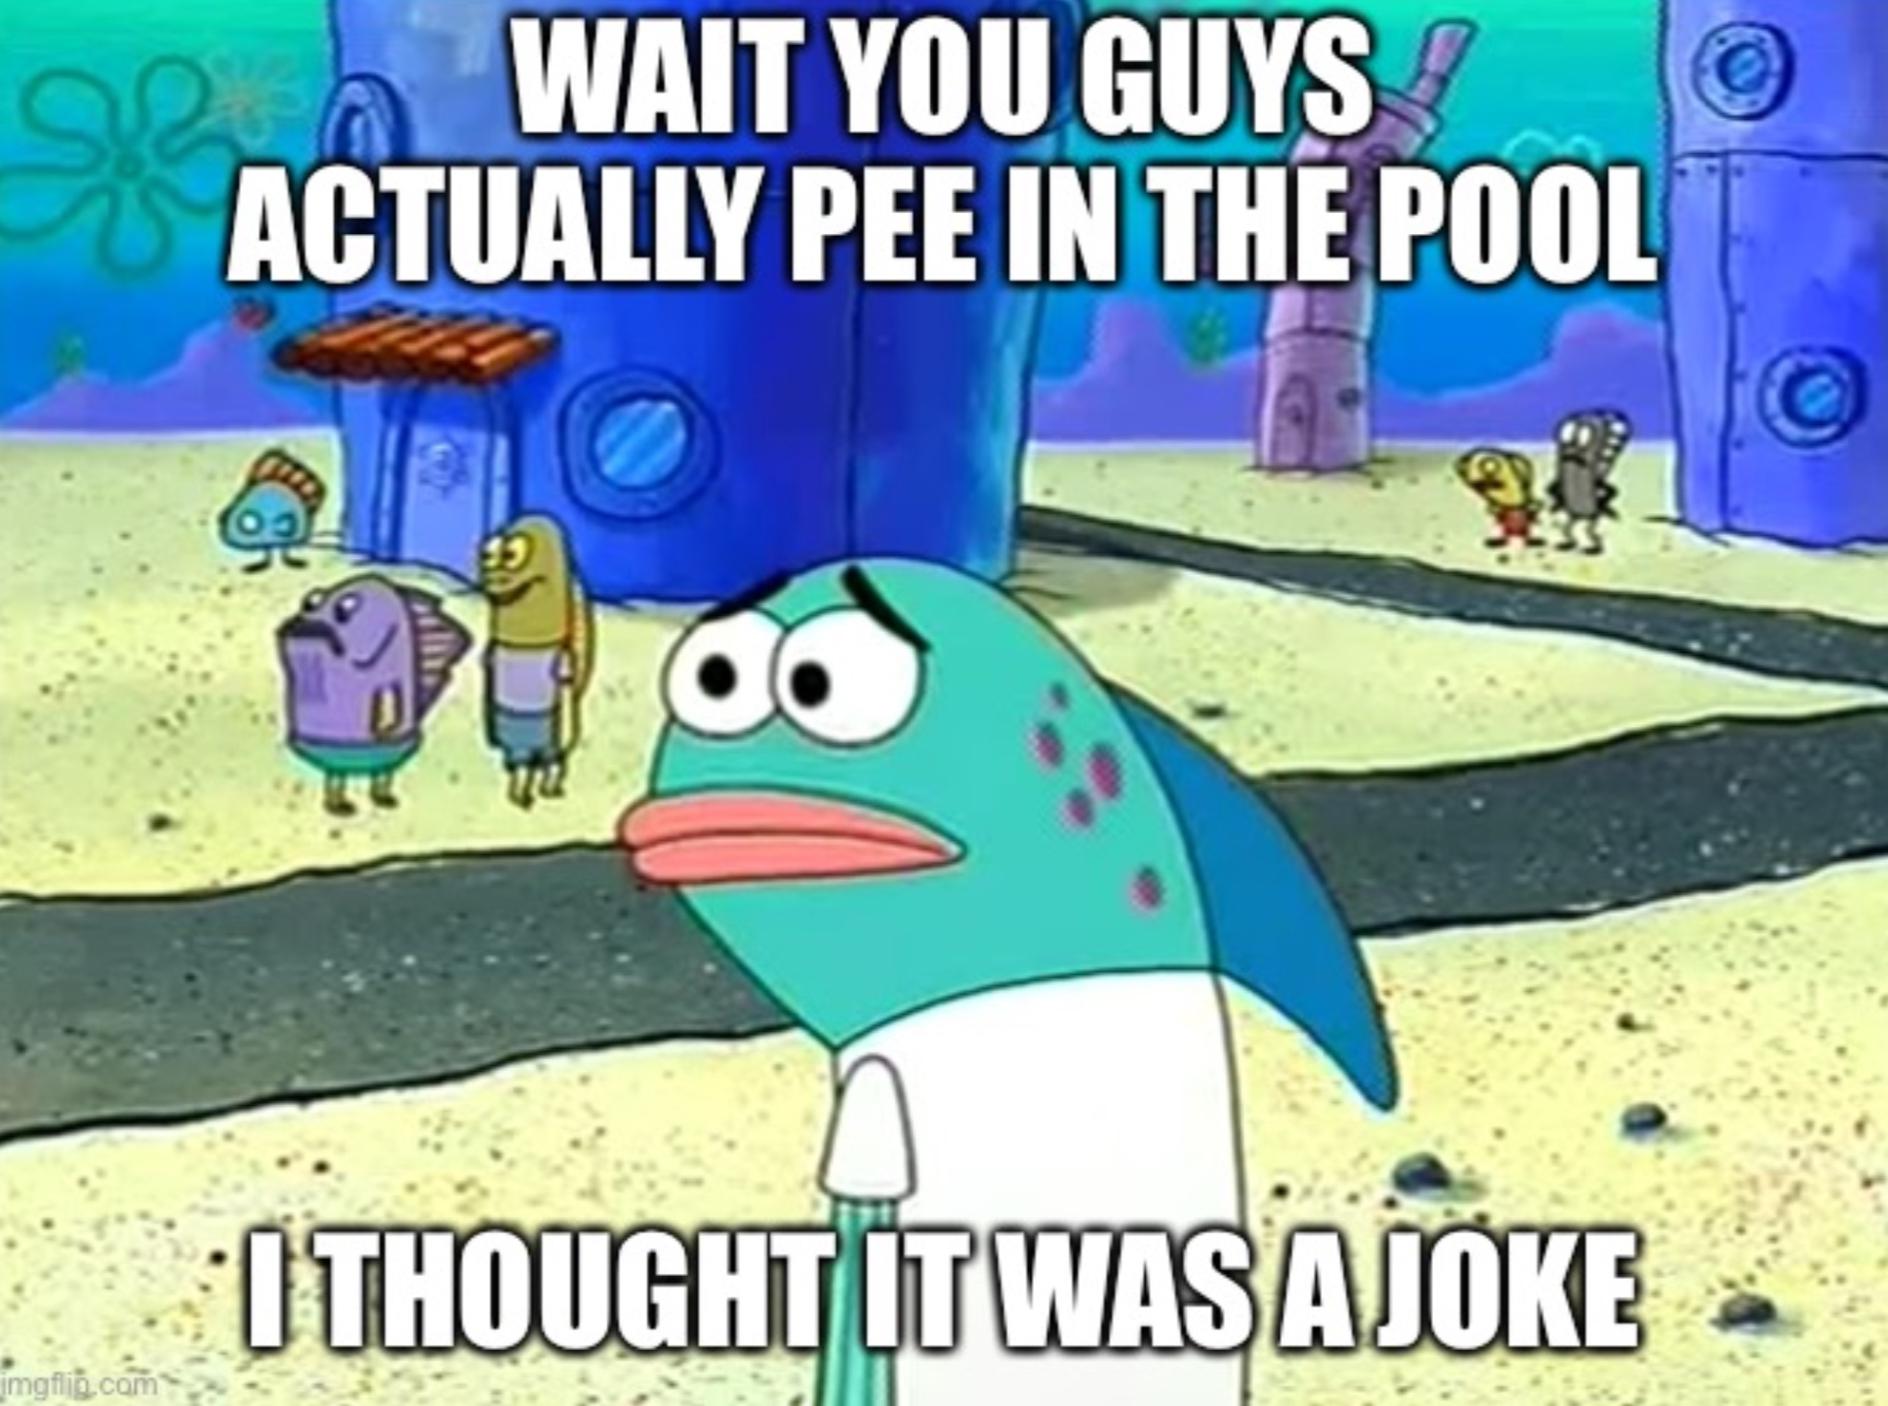 WAIT YOU GUYS
ACTUALLY PEE IN THE POOL
I THOUGHT IT WAS A JOKE
imgflip.com